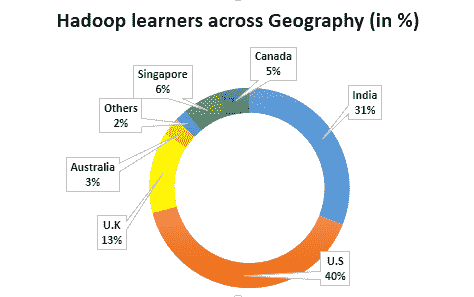 Hadoop learners across Geography (in %)
Canada
5%
Singapore
6%
India
31%
Others
2%
Australia
3%
U.K
13%
U.S
40%